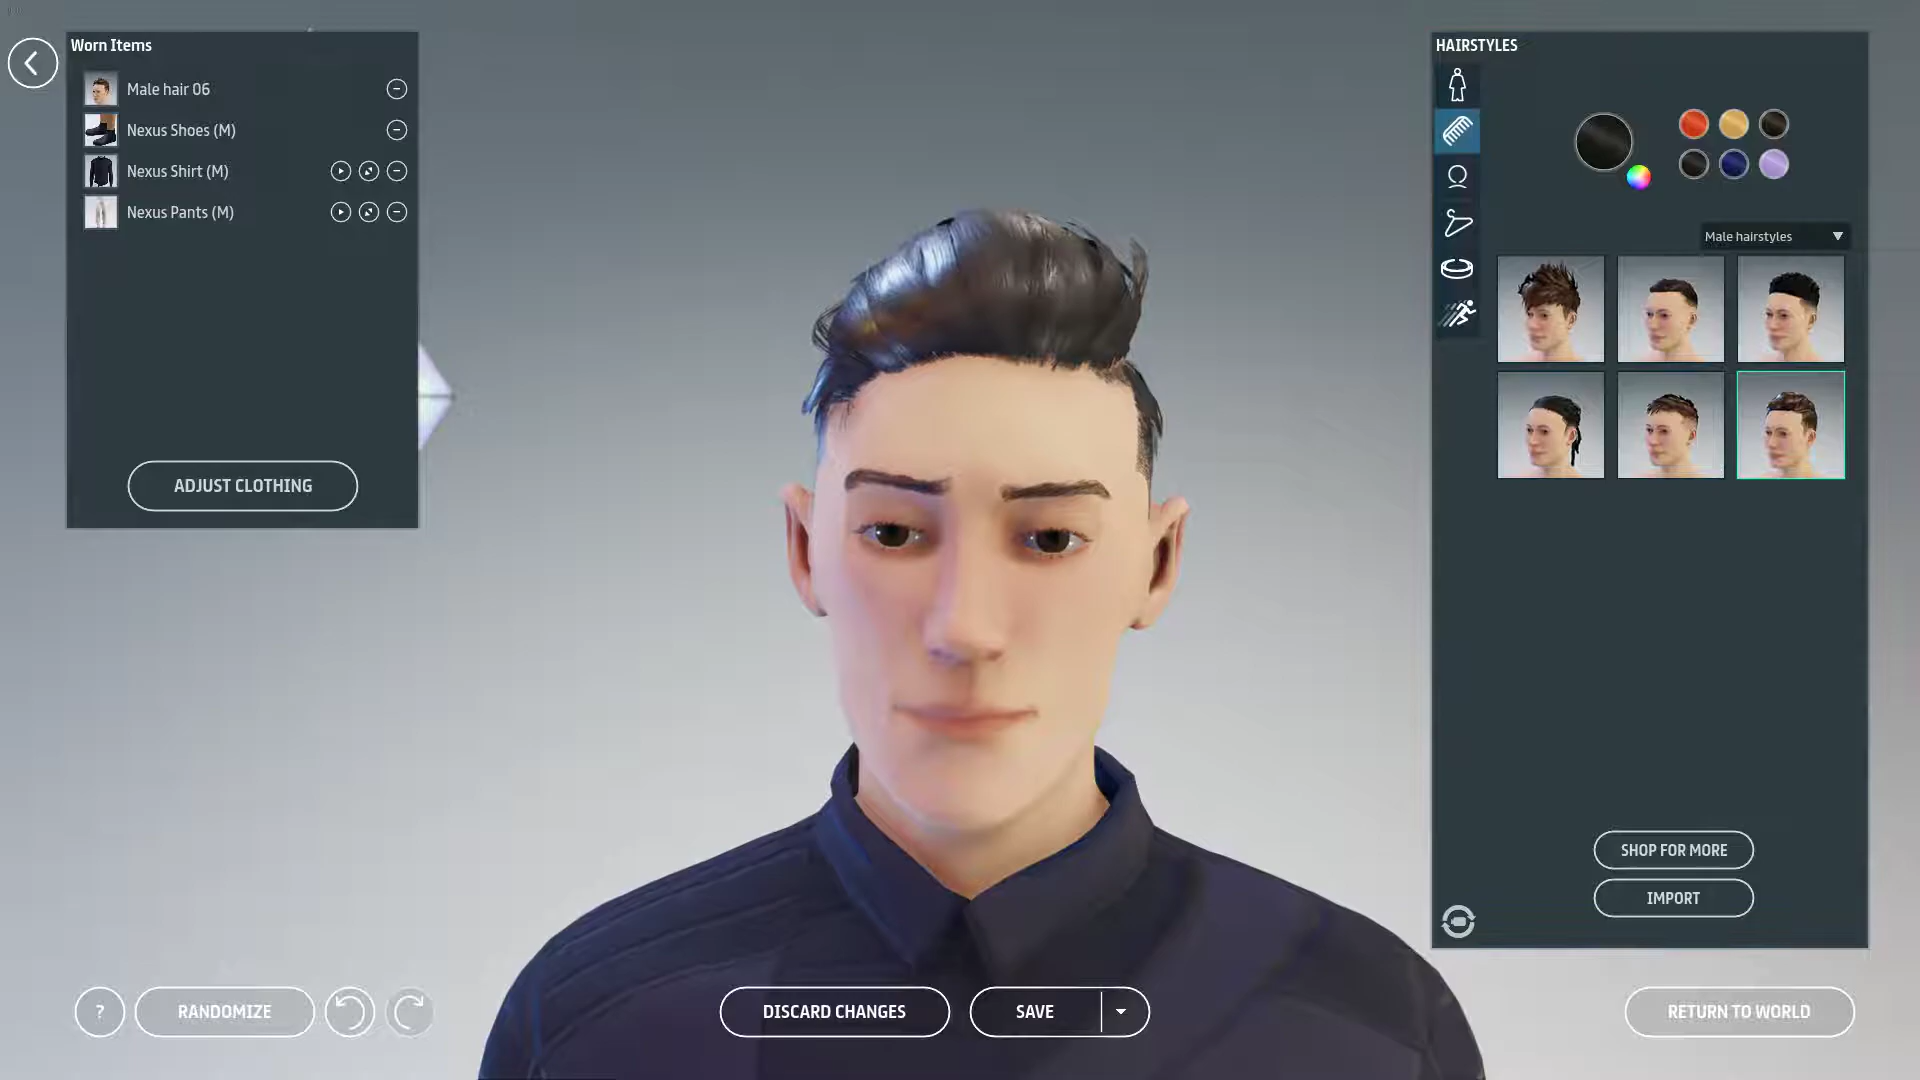 Worn Items
Male hair 06
Nexus Shoes (M)
Nexus Shirt (M)
Nexus Pants (M)
ADJUST CLOTHING
HAIRSTYLES
Male hairstyles
SHOP FOR MORE
IMPORT
?
RANDOMIZE
DISCARD CHANGES
SAVE
RETURN TO WORLD